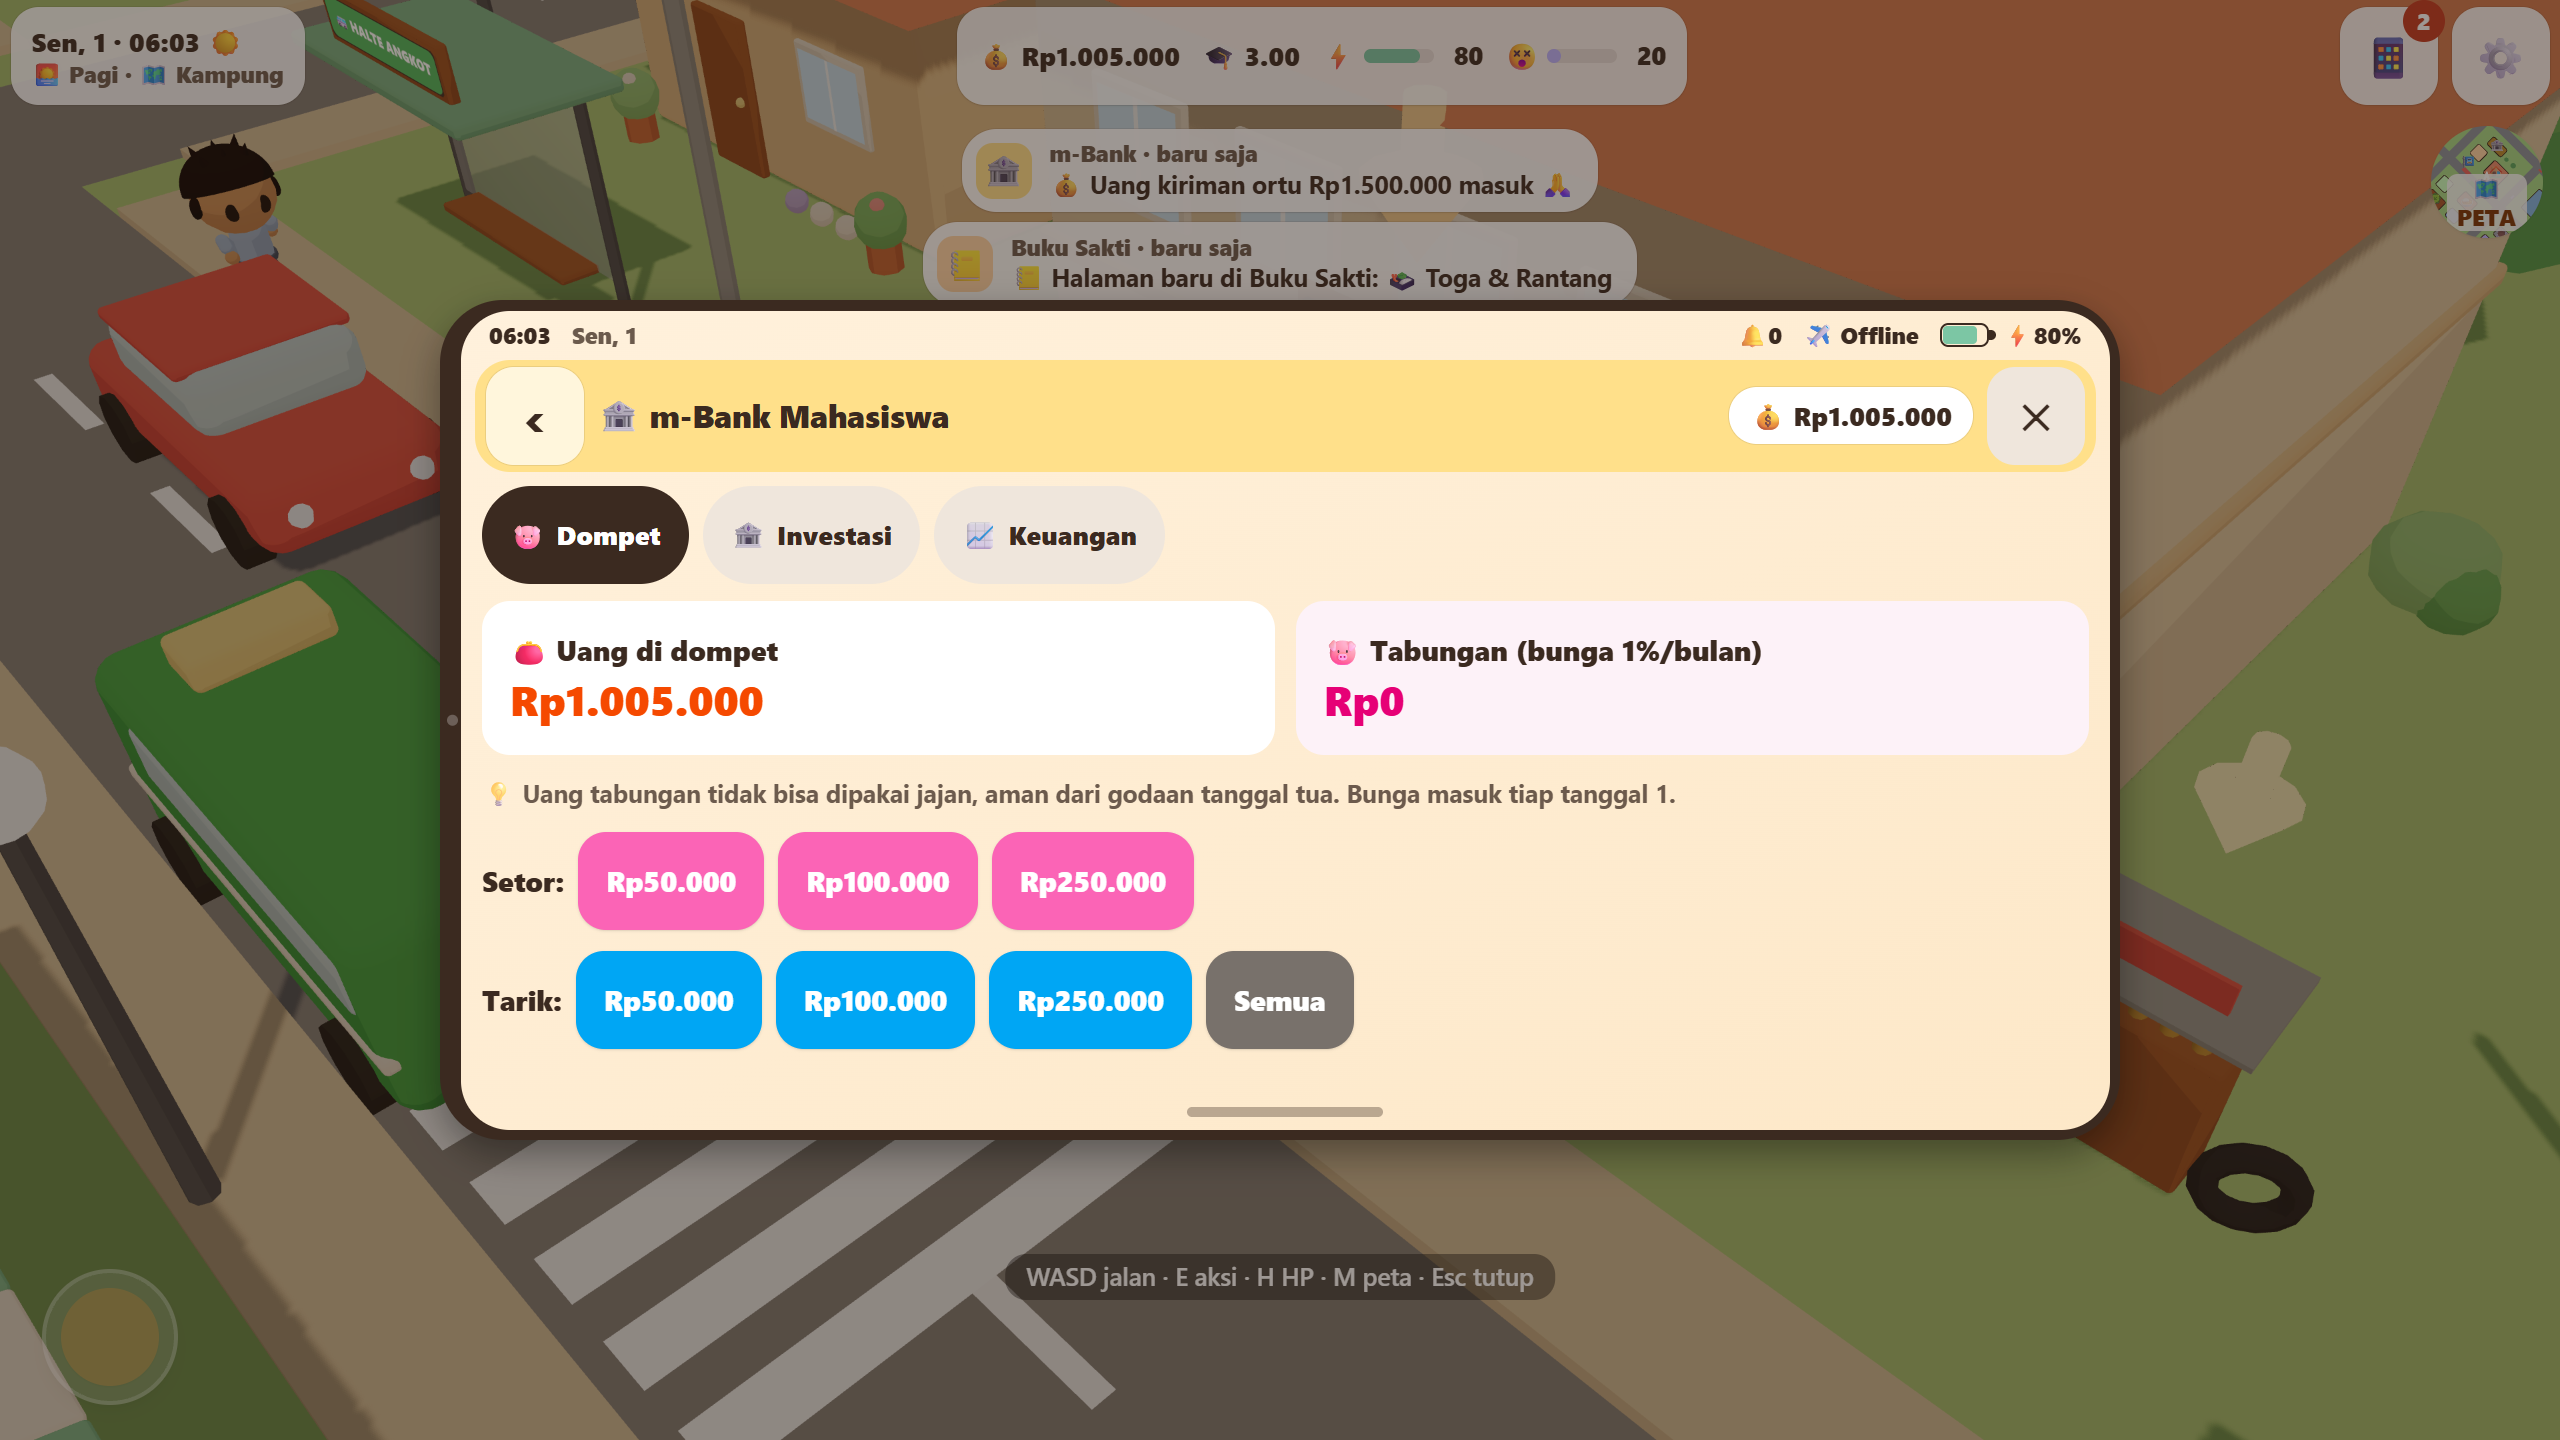 Sen, 1 · 06:03
Pagi · Kampung
HALTE ANGKOT
Rp1.005.000 3.00 80 20
2
PETA
m-Bank · baru saja
Uang kiriman ortu Rp1.500.000 masuk
Buku Sakti · baru saja
Halaman baru di Buku Sakti: Toga & Rantang
06:03 Sen, 1
0 Offline 80%
‹ m-Bank Mahasiswa
Rp1.005.000
Dompet Investasi Keuangan
Uang di dompet
Rp1.005.000
Tabungan (bunga 1%/bulan)
Rp0
Uang tabungan tidak bisa dipakai jajan, aman dari godaan tanggal tua. Bunga masuk tiap tanggal 1.
Setor: Rp50.000 Rp100.000 Rp250.000
Tarik: Rp50.000 Rp100.000 Rp250.000 Semua
WASD jalan · E aksi · H HP · M peta · Esc tutup